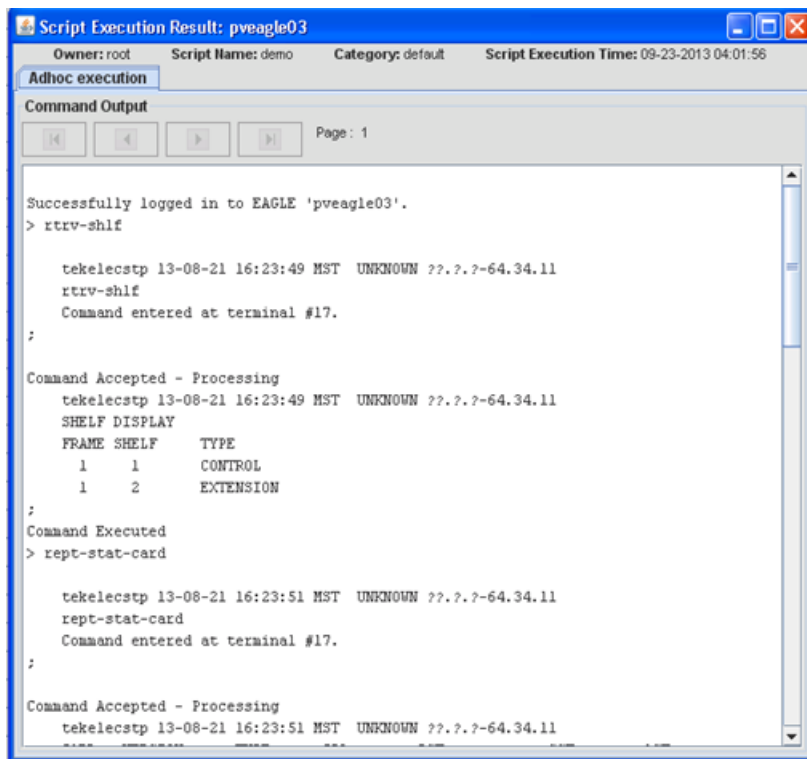 Script Execution Result: pveagle03
Owner: root Script Name: demo Category: default Script Execution Time: 09-23-2013 04:01:56
Adhoc execution
Command Output
Page : 1
Successfully logged in to EAGLE 'pveagle03'.
> rtrv-shlf
tekelecstp 13-08-21 16:23:49 MST UNKNOWN ??.?.?-64.34.11
rtrv-shlf
Command entered at terminal #17.
;
Command Accepted - Processing
tekelecstp 13-08-21 16:23:49 MST UNKNOWN ??.?.?-64.34.11
SHELF DISPLAY
FRAME SHELF TYPE
1 1 CONTROL
1 2 EXTENSION
;
Command Executed
> rept-stat-card
tekelecstp 13-08-21 16:23:51 MST UNKNOWN ??.?.?-64.34.11
rept-stat-card
Command entered at terminal #17.
;
Command Accepted - Processing
tekelecstp 13-08-21 16:23:51 MST UNKNOWN ??.?.?-64.34.11